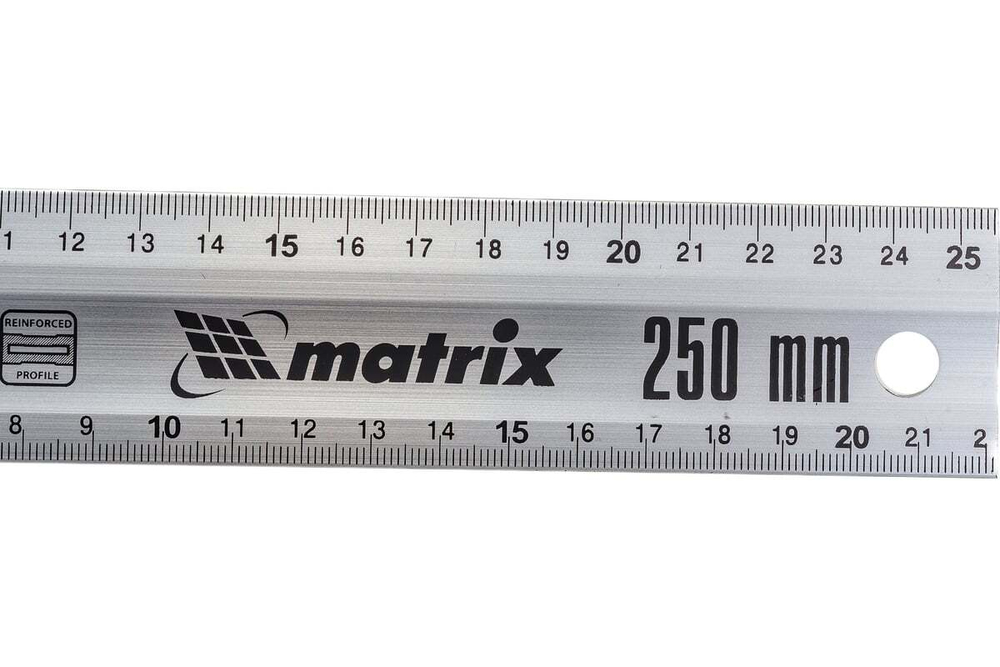 1 12 13 14 15 16 17 18 19 20 21 22 23 24 25
REINFORCED
PROFILE
matrix
250 mm
8 9 10 11 12 13 14 15 16 17 18 19 20 21 2